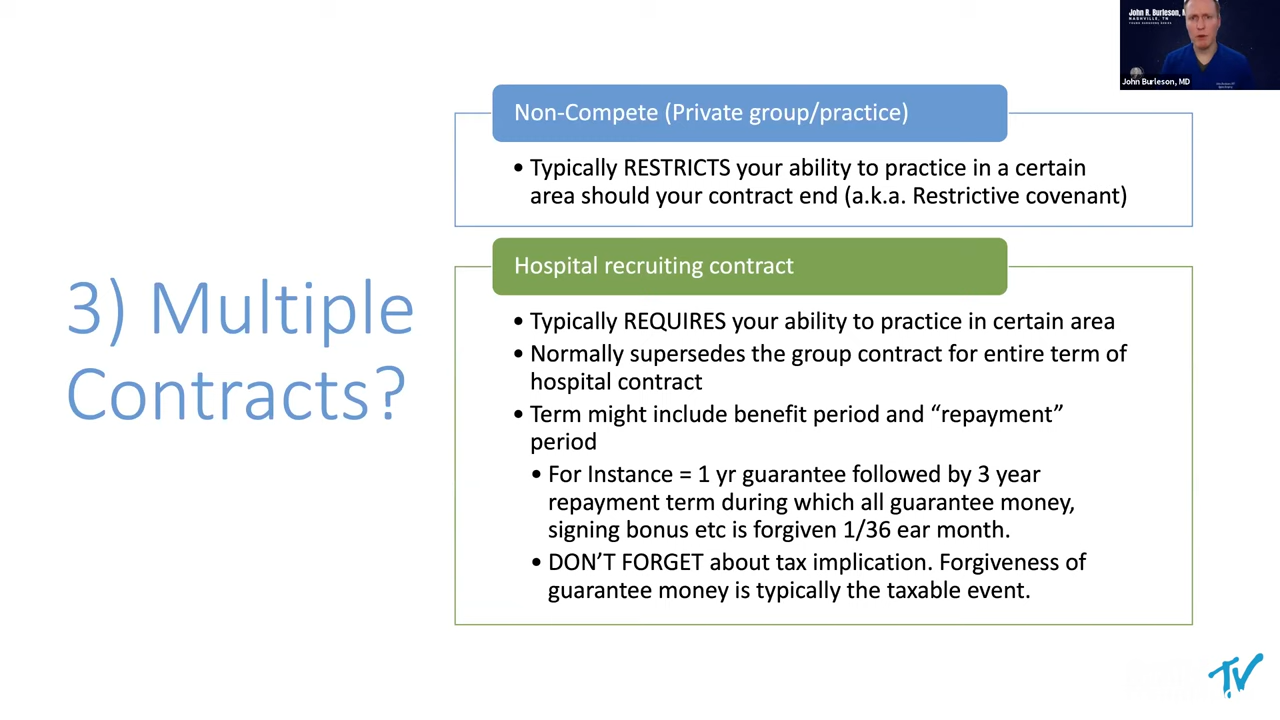 John R. Burleson, M
NASHVILLE, TN
John Burleson, MD
3) Multiple
Contracts?
Non-Compete (Private group/practice)
• Typically RESTRICTS your ability to practice in a certain
area should your contract end (a.k.a. Restrictive covenant)
Hospital recruiting contract
• Typically REQUIRES your ability to practice in certain area
• Normally supersedes the group contract for entire term of
hospital contract
• Term might include benefit period and “repayment”
period
• For Instance = 1 yr guarantee followed by 3 year
repayment term during which all guarantee money,
signing bonus etc is forgiven 1/36 ear month.
• DON’T FORGET about tax implication. Forgiveness of
guarantee money is typically the taxable event.
TV